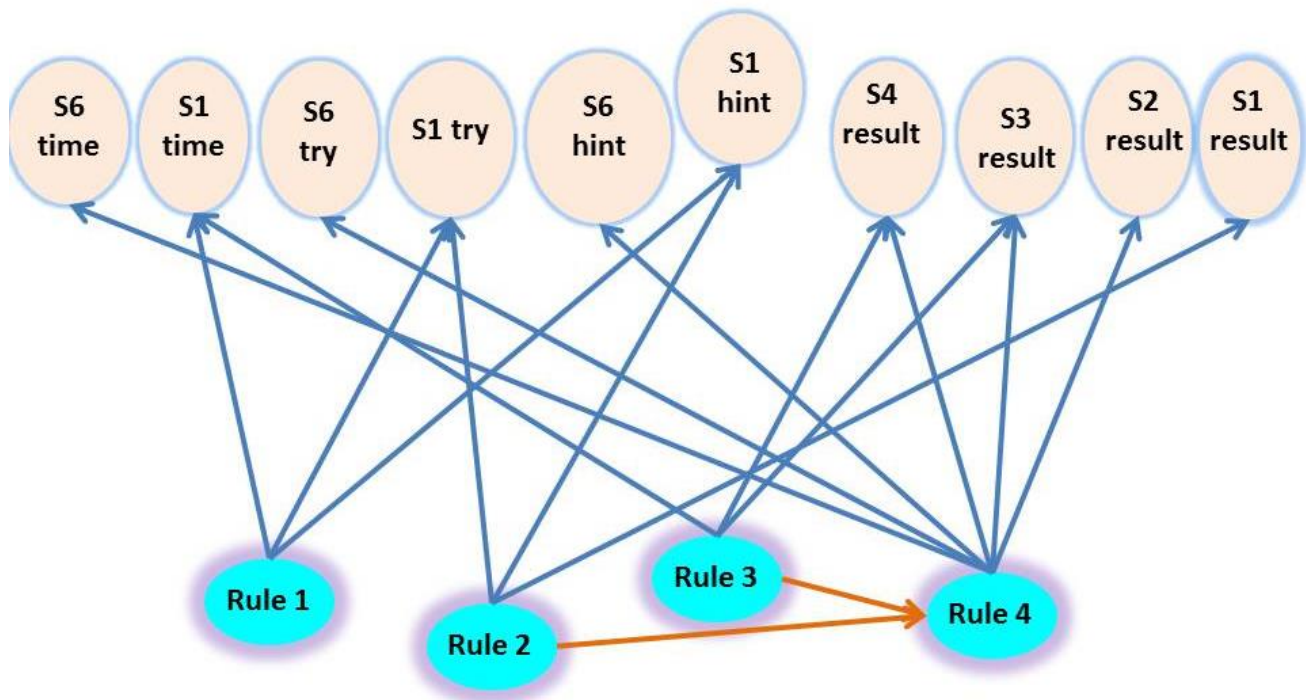 S6
time
S1
time
S6
try
S1 try
S6
hint
S1
hint
S4
result
S3
result
S2
result
S1
result
Rule 1
Rule 2
Rule 3
Rule 4